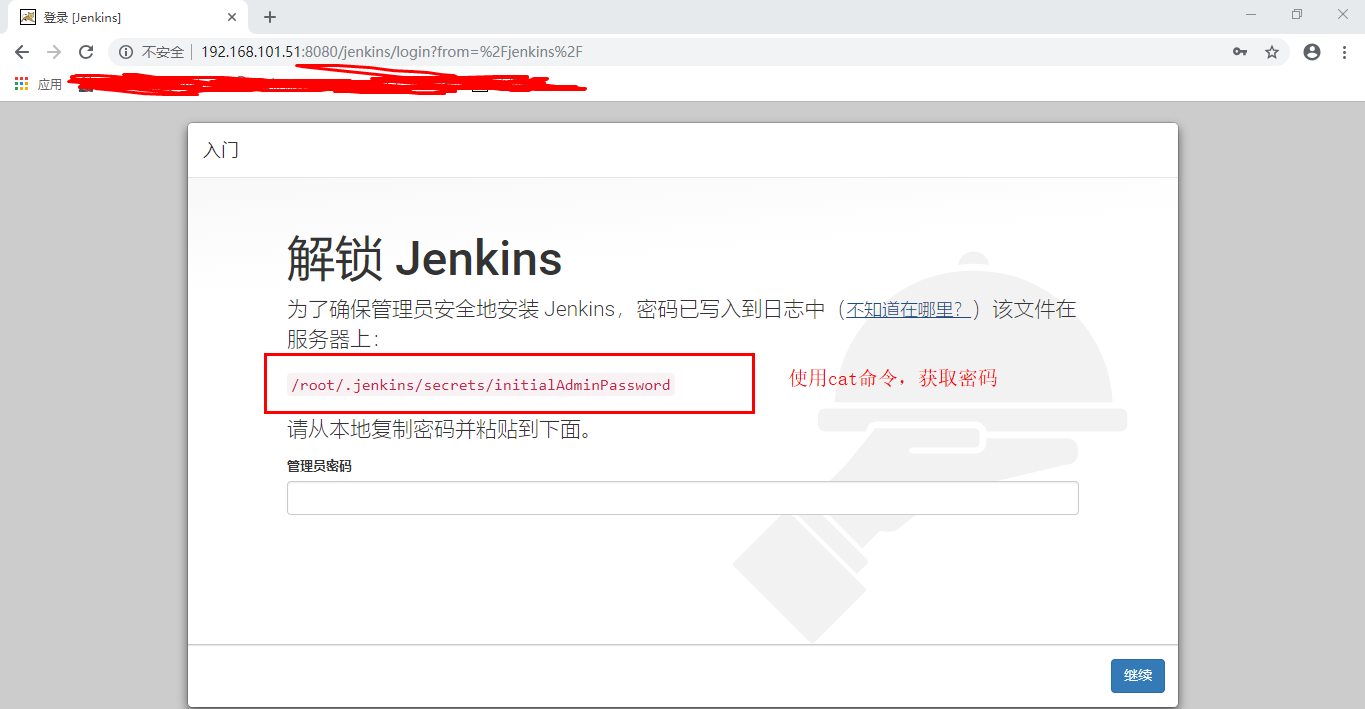 登录 [Jenkins]
不安全 192.168.101.51:8080/jenkins/login?from=%2Fjenkins%2F
应用
入门
解锁 Jenkins
为了确保管理员安全地安装 Jenkins，密码已写入到日志中（不知道在哪里？）该文件在
服务器上：
/root/.jenkins/secrets/initialAdminPassword
使用cat命令，获取密码
请从本地复制密码并粘贴到下面。
管理员密码
继续